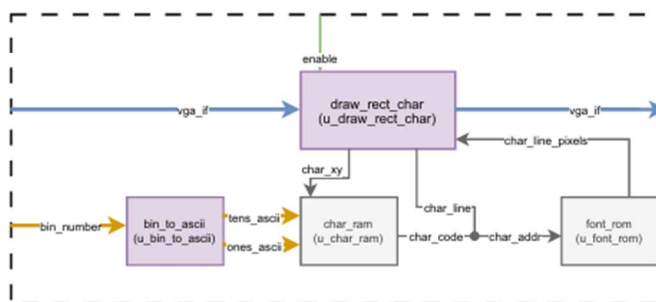 enable
draw_rect_char
(u_draw_rect_char)
vga_if
vga_if
char_line_pixels
char_xy
bin_number
bin_to_ascii
(u_bin_to_ascii)
tens_ascii
ones_ascii
char_ram
(u_char_ram)
char_line
char_code
char_addr
font_rom
(u_font_rom)